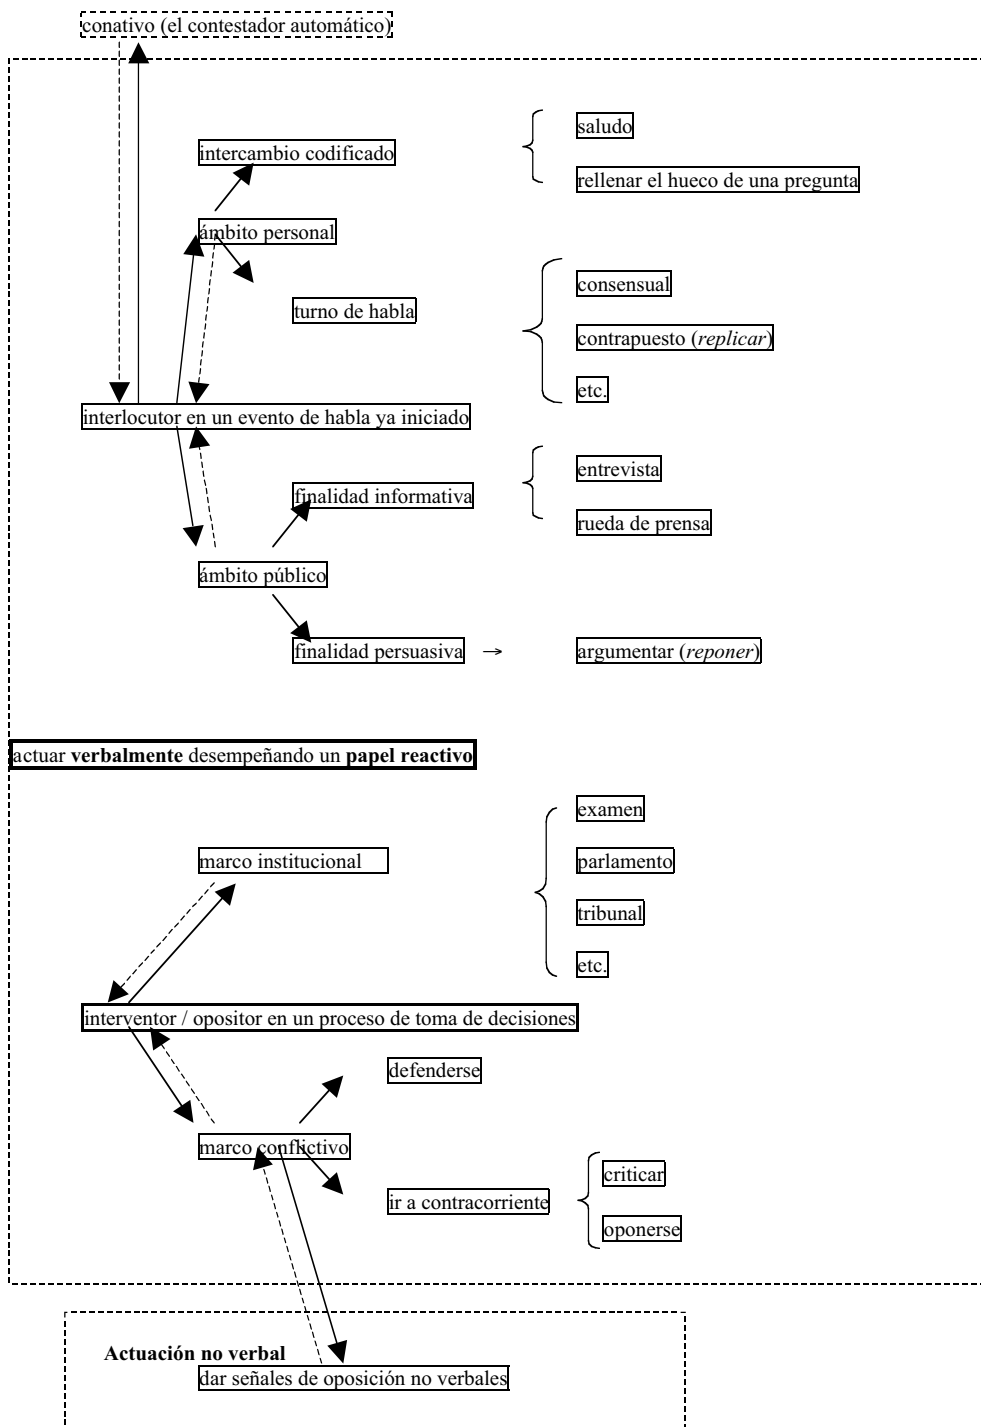 conativo (el contestador automático)
saludo
intercambio codificado
rellenar el hueco de una pregunta
ámbito personal
consensual
turno de habla
contrapuesto (replicar)
etc.
interlocutor en un evento de habla ya iniciado
entrevista
finalidad informativa
rueda de prensa
ámbito público
finalidad persuasiva →
argumentar (reponer)
actuar verbalmente desempeñando un papel reactivo
examen
marco institucional
parlamento
tribunal
etc.
interventor / opositor en un proceso de toma de decisiones
defenderse
marco conflictivo
criticar
ir a contracorriente
oponerse
Actuación no verbal
dar señales de oposición no verbales